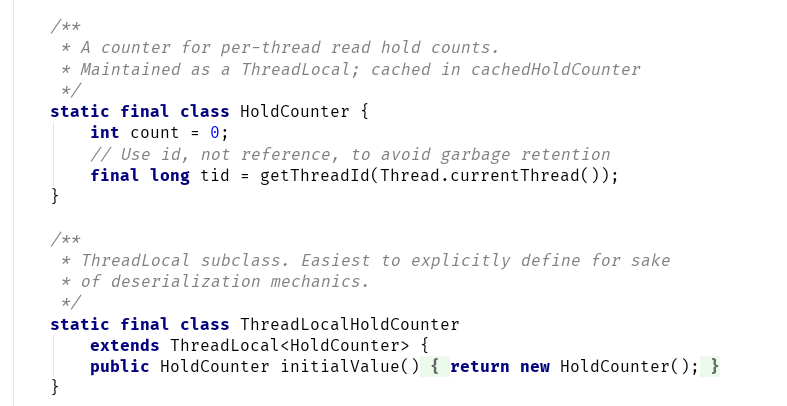 /**
 * A counter for per-thread read hold counts.
 * Maintained as a ThreadLocal; cached in cachedHoldCounter
 */
static final class HoldCounter {
    int count = 0;
    // Use id, not reference, to avoid garbage retention
    final long tid = getThreadId(Thread.currentThread());
}

/**
 * ThreadLocal subclass. Easiest to explicitly define for sake
 * of deserialization mechanics.
 */
static final class ThreadLocalHoldCounter
    extends ThreadLocal<HoldCounter> {
    public HoldCounter initialValue() { return new HoldCounter(); }
}